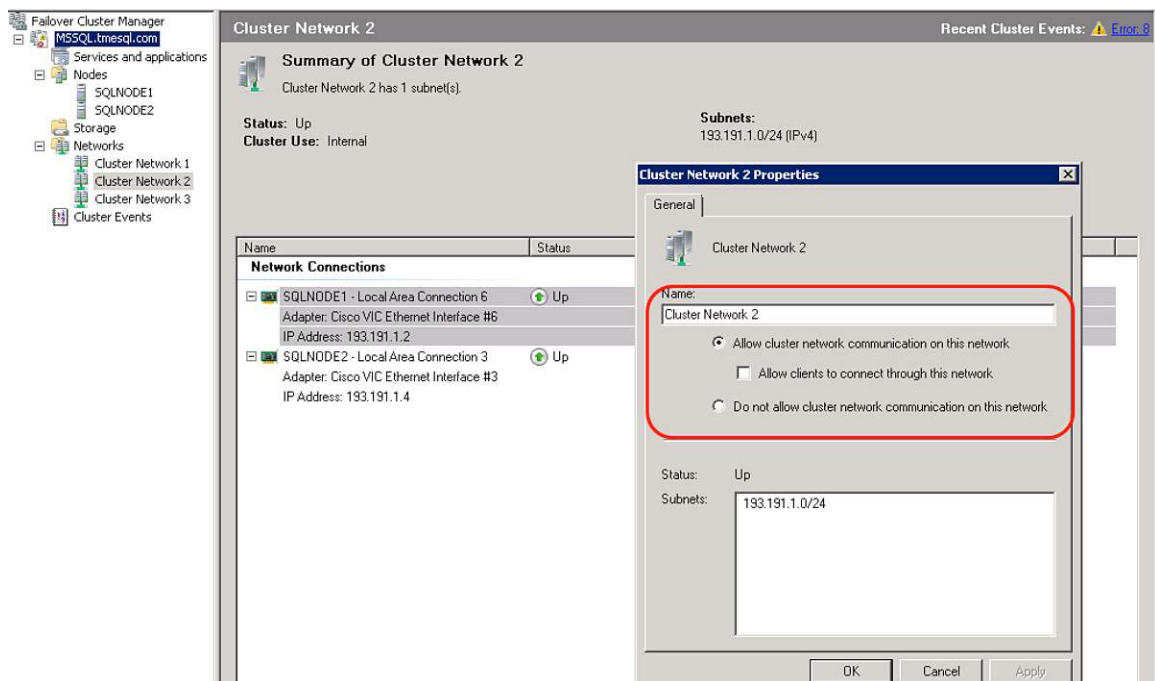 Failover Cluster Manager
MSSQL.tmesql.com
Services and applications
Nodes
SQLNODE1
SQLNODE2
Storage
Networks
Cluster Network 1
Cluster Network 2
Cluster Network 3
Cluster Events
Cluster Network 2
Recent Cluster Events: Error: 8
Summary of Cluster Network 2
Cluster Network 2 has 1 subnet(s).
Status: Up
Cluster Use: Internal
Subnets:
193.191.1.0/24 (IPv4)
Name Status
Network Connections
SQLNODE1 - Local Area Connection 6 Up
Adapter: Cisco VIC Ethernet Interface #6
IP Address: 193.191.1.2
SQLNODE2 - Local Area Connection 3 Up
Adapter: Cisco VIC Ethernet Interface #3
IP Address: 193.191.1.4
Cluster Network 2 Properties
General
Cluster Network 2
Name:
Cluster Network 2
Allow cluster network communication on this network
Allow clients to connect through this network
Do not allow cluster network communication on this network
Status: Up
Subnets: 193.191.1.0/24
OK Cancel Apply